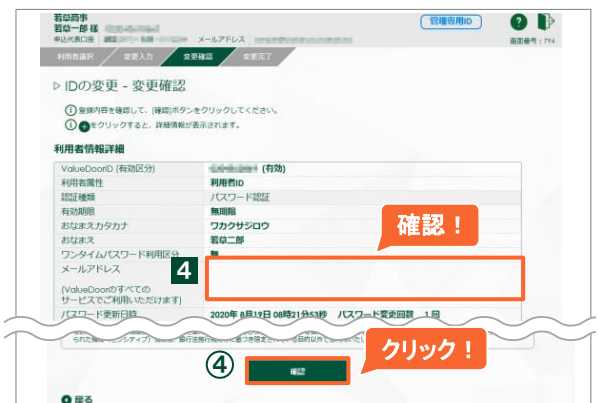 若草商事
若草一郎 様
管理専用ID
申込代表口座
メールアドレス
画面番号：794
利用者選択 変更入力 変更確認 変更完了
▷ IDの変更 - 変更確認
ⓘ 登録内容を確認して、[確認]ボタンをクリックしてください。
ⓘ ➕をクリックすると、詳細情報が表示されます。
利用者情報詳細
ValueDoorID (有効区分) (有効)
利用者属性 利用者ID
認証種類 パスワード認証
有効期限 無期限
おなまえカタカナ ワカクサジロウ
おなまえ 若草二郎
ワンタイムパスワード利用区分 無
確認！
メールアドレス
4
(ValueDoorのすべての
サービスでご利用いただけます)
パスワード更新日時 2020年 8月19日 08時21分53秒 パスワード変更回数 1 回
クリック！
④ 確認
戻る